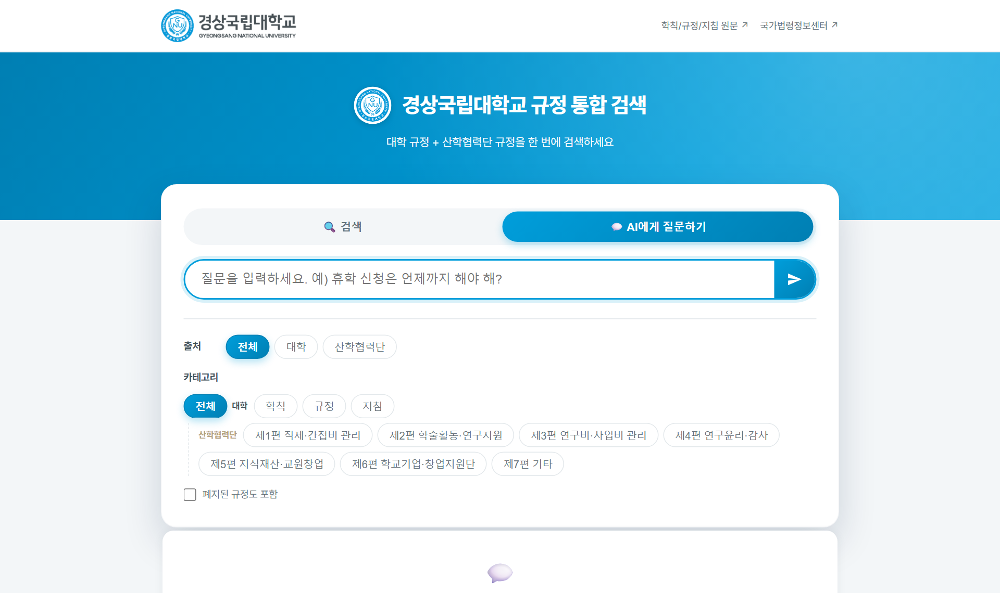 경상국립대학교
GYEONGSANG NATIONAL UNIVERSITY
학칙/규정/지침 원문 ↗ 국가법령정보센터 ↗
경상국립대학교 규정 통합 검색
대학 규정 + 산학협력단 규정을 한 번에 검색하세요
검색
AI에게 질문하기
질문을 입력하세요. 예) 휴학 신청은 언제까지 해야 해?
출처 전체 대학 산학협력단
카테고리
전체 대학 학칙 규정 지침
산학협력단 제1편 직제·간접비 관리 제2편 학술활동·연구지원 제3편 연구비·사업비 관리 제4편 연구윤리·감사
제5편 지식재산·교원창업 제6편 학교기업·창업지원단 제7편 기타
폐지된 규정도 포함